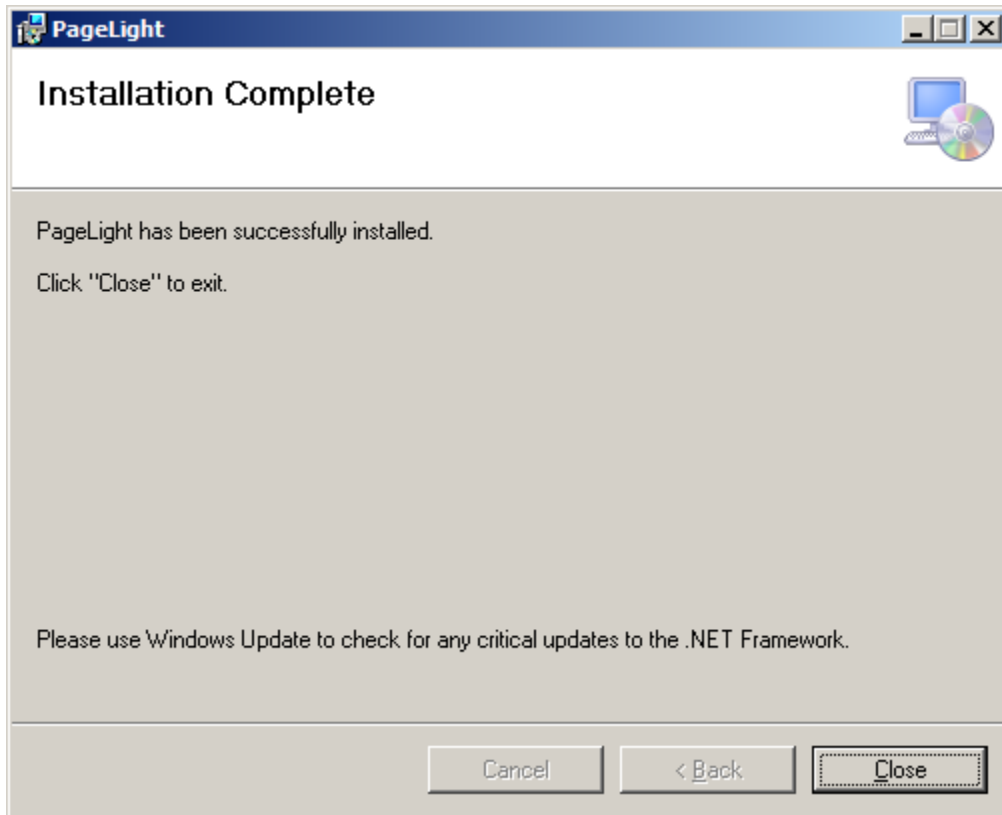 PageLight
Installation Complete
PageLight has been successfully installed.
Click "Close" to exit.
Please use Windows Update to check for any critical updates to the .NET Framework.
Cancel
< Back
Close